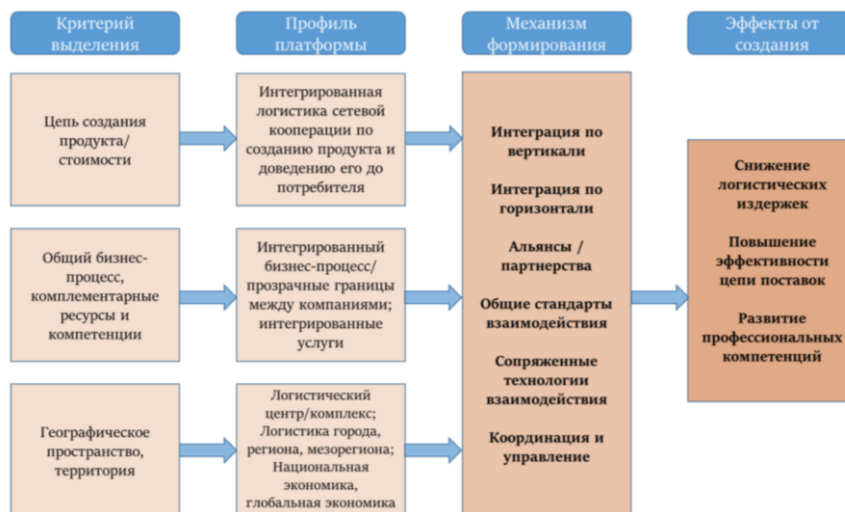 Критерий
выделения
Профиль
платформы
Механизм
формирования
Эффекты от
создания
Цепь создания
продукта/
стоимости
Интегрированная
логистика сетевой
кооперации по
созданию продукта и
доведению его до
потребителя
Общий бизнес-
процесс,
комплементарные
ресурсы и
компетенции
Интегрированный
бизнес-процесс/
прозрачные границы
между компаниями;
интегрированные
услуги
Географическое
пространство,
территория
Логистический
центр/комплекс;
Логистика города,
региона, мезорегиона;
Национальная
экономика,
глобальная экономика
Интеграция по
вертикали
Интеграция по
горизонтали
Альянсы /
партнерства
Общие стандарты
взаимодействия
Сопряженные
технологии
взаимодействия
Координация и
управление
Снижение
логистических
издержек
Повышение
эффективности
цепи поставок
Развитие
профессиональных
компетенций